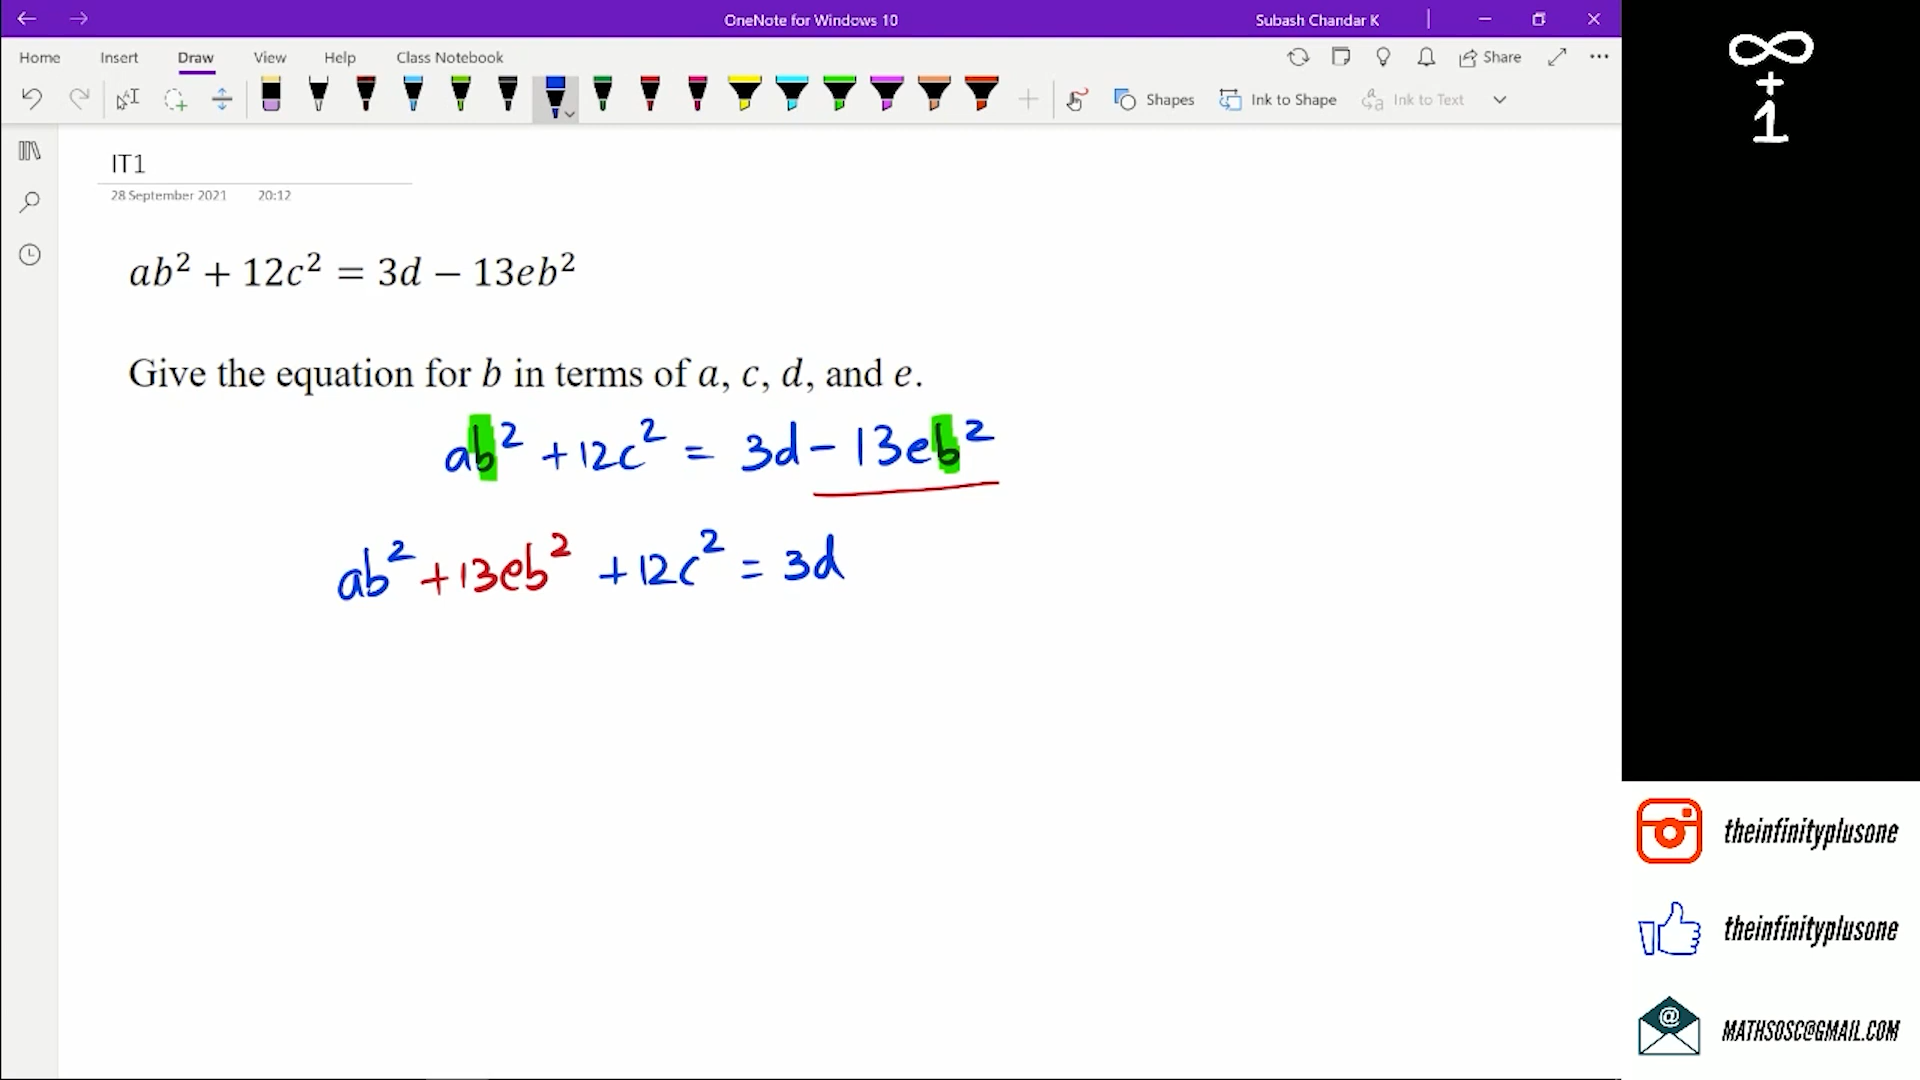 OneNote for Windows 10
Subash Chandar K
Home Insert Draw View Help Class Notebook
Share
Shapes Ink to Shape Ink to Text
∞
+
1
IT1
28 September 2021 20:12
ab² + 12c² = 3d − 13eb²
Give the equation for b in terms of a, c, d, and e.
ab² + 12c² = 3d − 13eb²
ab² + 13eb² + 12c² = 3d
theinfinityplusone
theinfinityplusone
MATHSOSC@GMAIL.COM